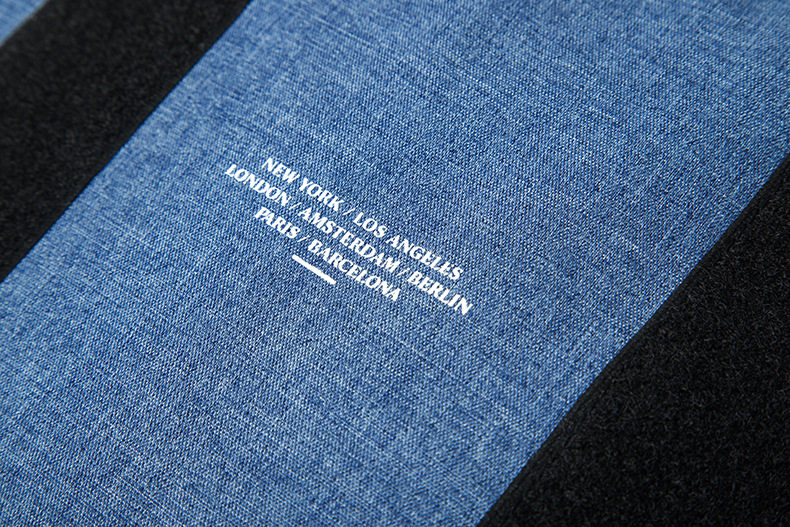 NEW YORK / LOS ANGELES
LONDON / AMSTERDAM / BERLIN
PARIS / BARCELONA